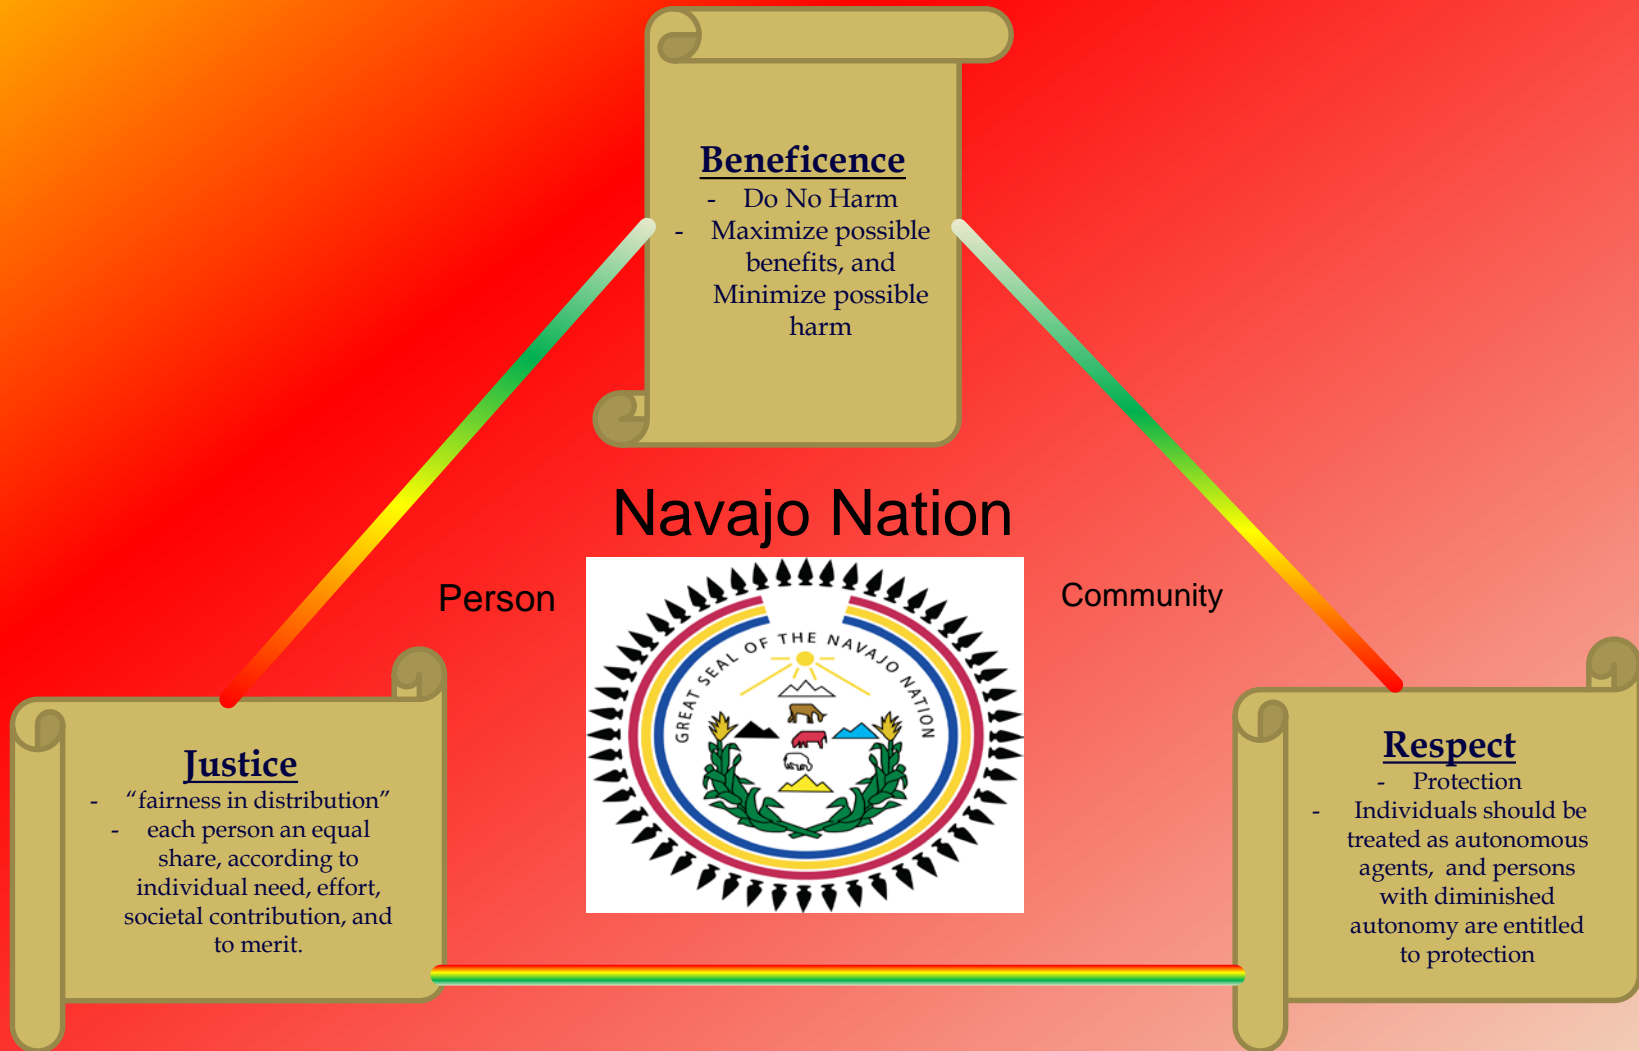 Beneficence
- Do No Harm
- Maximize possible
benefits, and
Minimize possible
harm
Navajo Nation
Person
Community
GREAT SEAL OF THE NAVAJO NATION
Justice
- “fairness in distribution”
- each person an equal
share, according to
individual need, effort,
societal contribution, and
to merit.
Respect
- Protection
- Individuals should be
treated as autonomous
agents, and persons
with diminished
autonomy are entitled
to protection